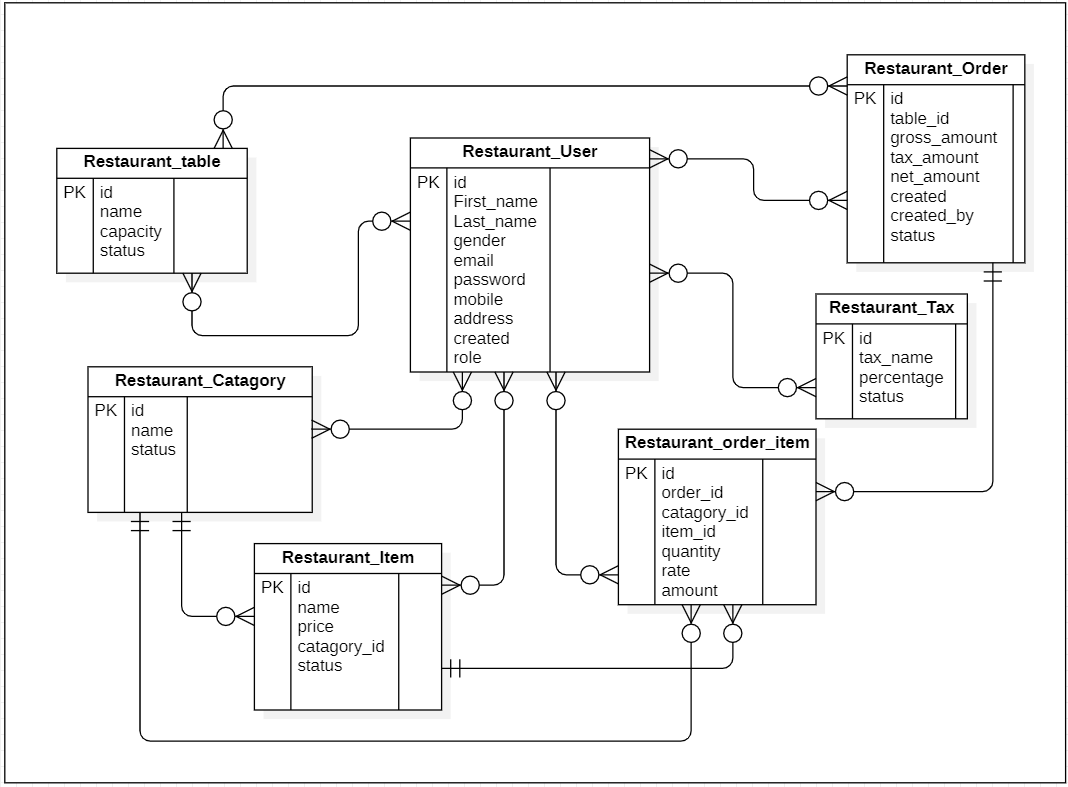 Restaurant_Order
PK id
table_id
gross_amount
tax_amount
net_amount
created
created_by
status
Restaurant_table
PK id
name
capacity
status
Restaurant_User
PK id
First_name
Last_name
gender
email
password
mobile
address
created
role
Restaurant_Tax
PK id
tax_name
percentage
status
Restaurant_Catagory
PK id
name
status
Restaurant_order_item
PK id
order_id
catagory_id
item_id
quantity
rate
amount
Restaurant_Item
PK id
name
price
catagory_id
status